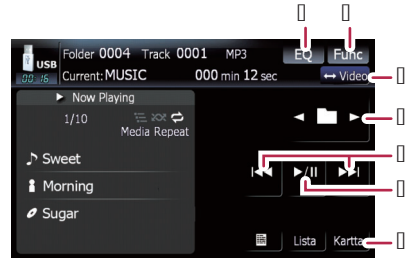 Folder 0004 Track 0001 MP3 EQ Func
USB
00:16 Current: MUSIC 000 min 12 sec ↔ Video
► Now Playing
1/10
Media Repeat
Sweet
Morning
Sugar
Lista Kartta